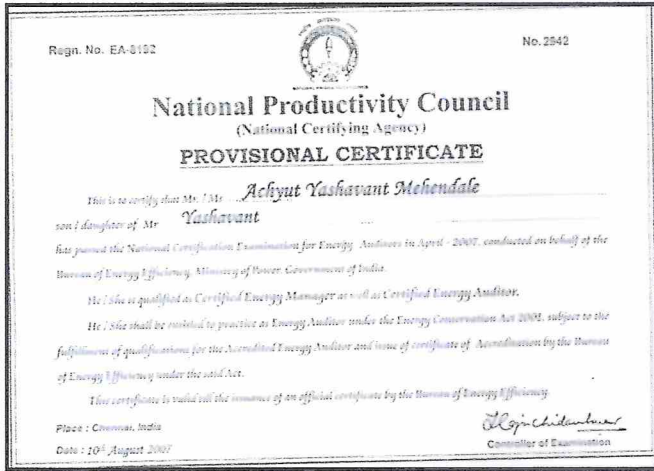 Regn. No. EA-8192
No. 2942
National Productivity Council
(National Certifying Agency)
PROVISIONAL CERTIFICATE
This is to certify that Mr. / Ms. Achyut Yashavant Mehendale
son / daughter of Mr. Yashavant
has passed the National Certification Examination for Energy Auditors in April - 2007, conducted on behalf of the
Bureau of Energy Efficiency, Ministry of Power, Government of India.
He / She is qualified as Certified Energy Manager as well as Certified Energy Auditor.
He / She shall be entitled to practice as Energy Auditor under the Energy Conservation Act 2001, subject to the
fulfillment of qualifications for the Accredited Energy Auditor and issue of certificate of Accreditation by the Bureau
of Energy Efficiency under the said Act.
This certificate is valid till the issuance of an official certificate by the Bureau of Energy Efficiency
Place : Chennai, India
Controller of Examination
Date : 10th August 2007